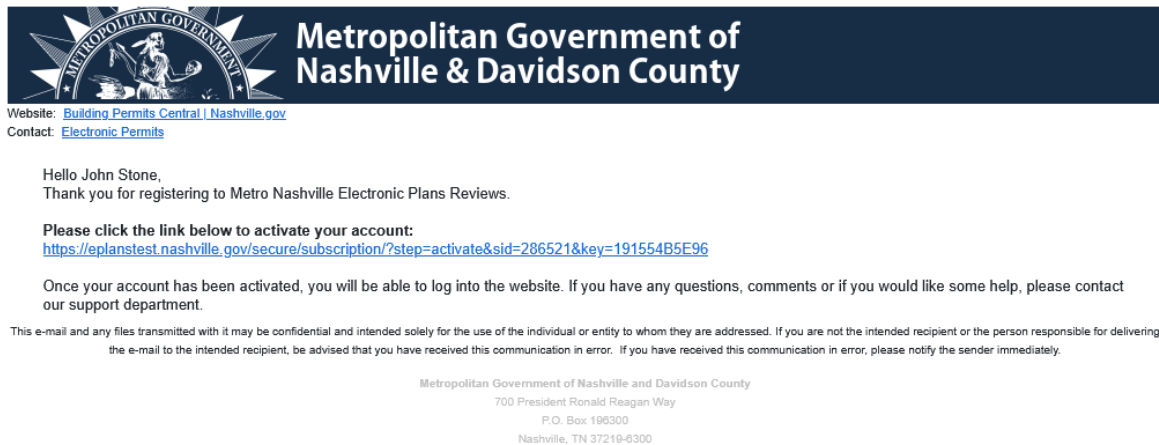 METROPOLITAN GOVERNMENT
Metropolitan Government of
Nashville & Davidson County
Website: Building Permits Central | Nashville.gov
Contact: Electronic Permits
Hello John Stone,
Thank you for registering to Metro Nashville Electronic Plans Reviews.
Please click the link below to activate your account:
https://eplanstest.nashville.gov/secure/subscription/?step=activate&sid=286521&key=191554B5E96
Once your account has been activated, you will be able to log into the website. If you have any questions, comments or if you would like some help, please contact
our support department.
This e-mail and any files transmitted with it may be confidential and intended solely for the use of the individual or entity to whom they are addressed. If you are not the intended recipient or the person responsible for delivering
the e-mail to the intended recipient, be advised that you have received this communication in error. If you have received this communication in error, please notify the sender immediately.
Metropolitan Government of Nashville and Davidson County
700 President Ronald Reagan Way
P.O. Box 196300
Nashville, TN 37219-6300